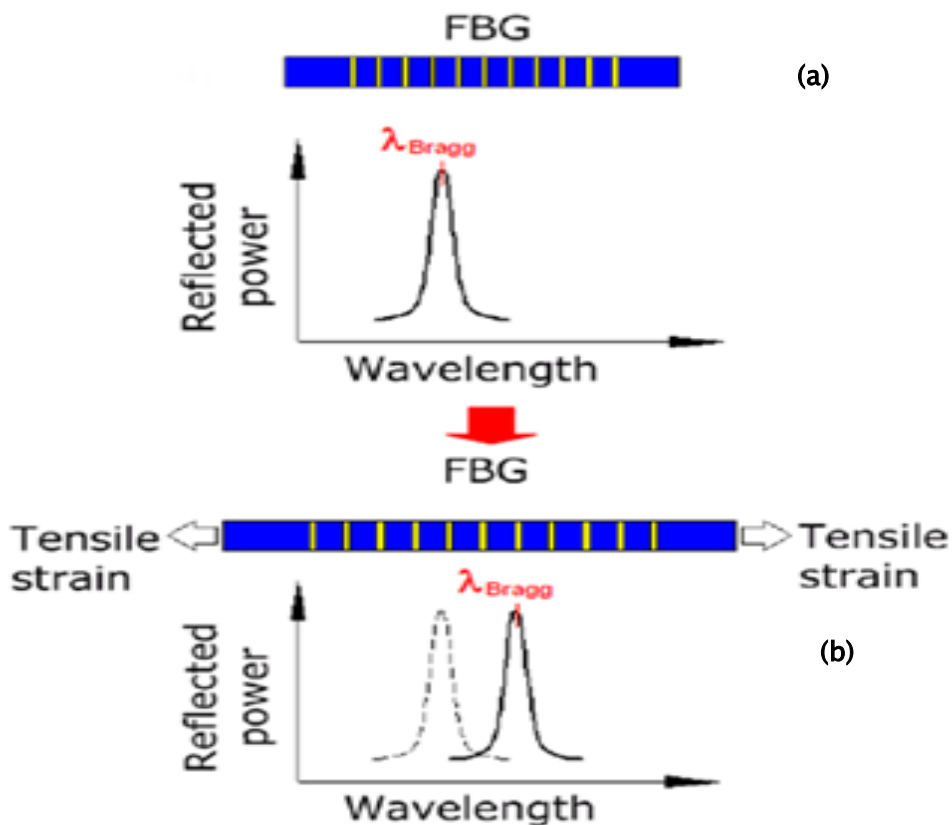 FBG
(a)
λBragg
Reflected
power
Wavelength
FBG
Tensile
strain
Tensile
strain
λBragg
(b)
Reflected
power
Wavelength